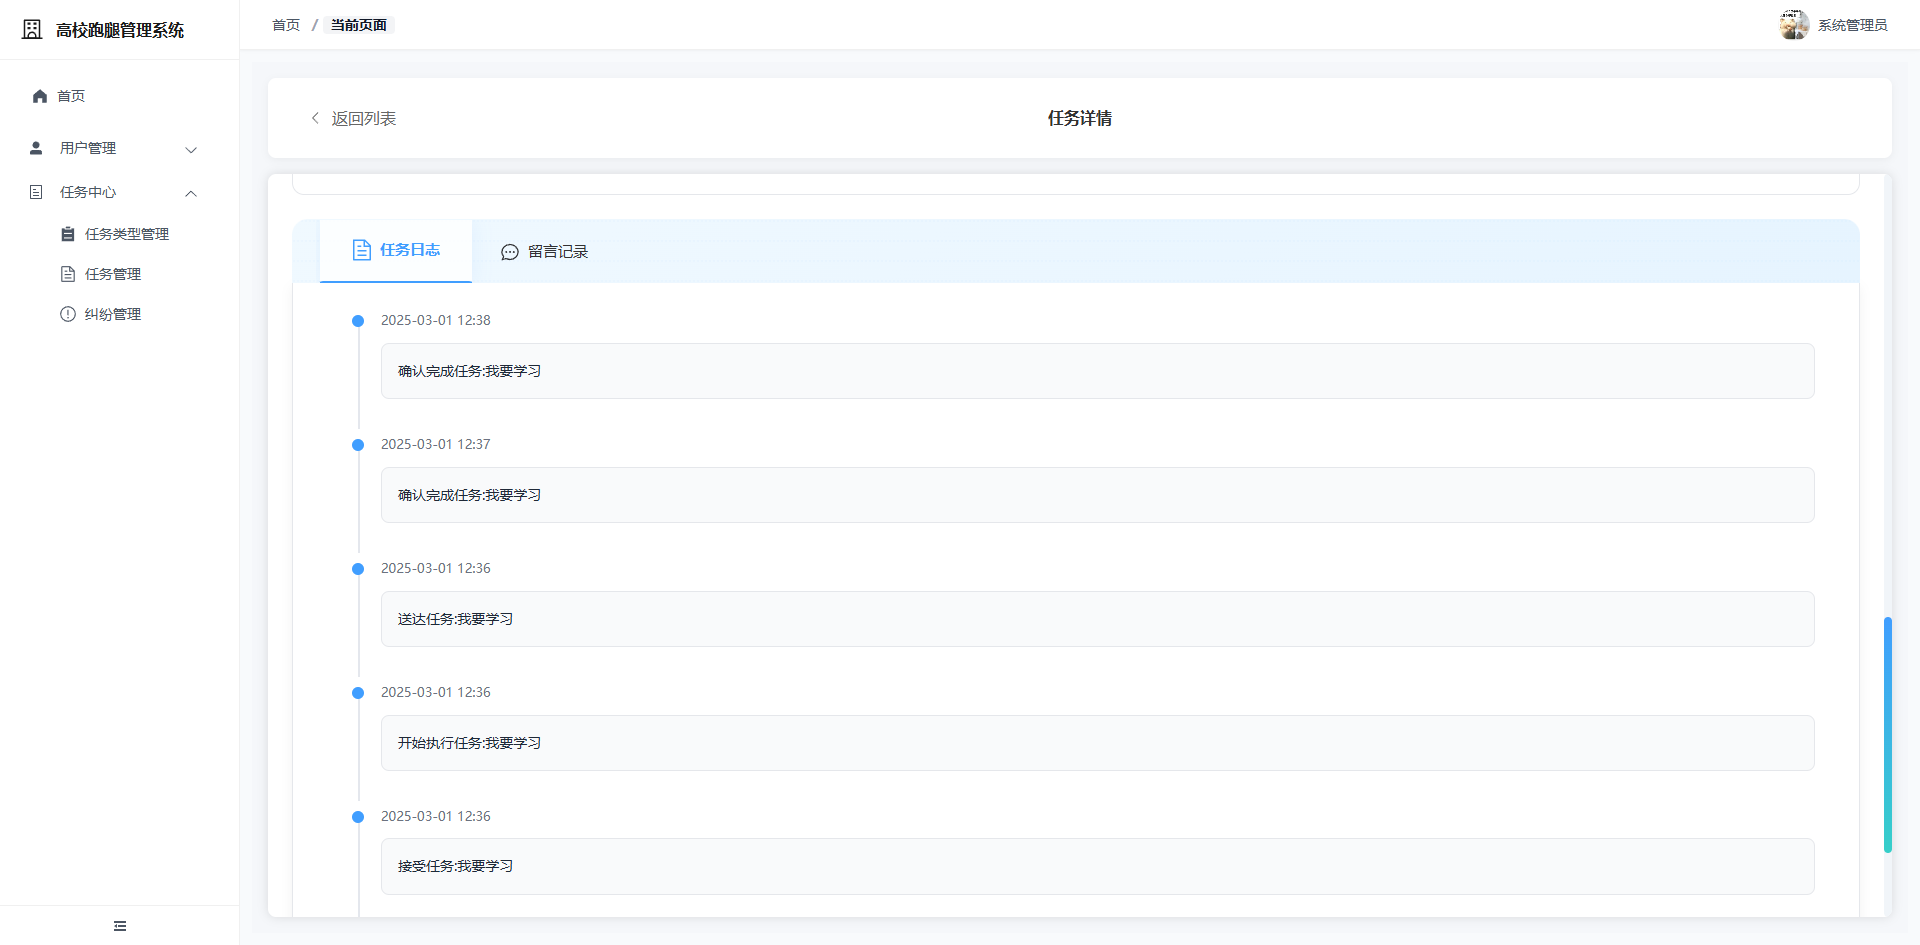 高校跑腿管理系统
首页 / 当前页面
系统管理员
首页
用户管理
任务中心
任务类型管理
任务管理
纠纷管理
返回列表
任务详情
任务日志
留言记录
2025-03-01 12:38
确认完成任务:我要学习
2025-03-01 12:37
确认完成任务:我要学习
2025-03-01 12:36
送达任务:我要学习
2025-03-01 12:36
开始执行任务:我要学习
2025-03-01 12:36
接受任务:我要学习